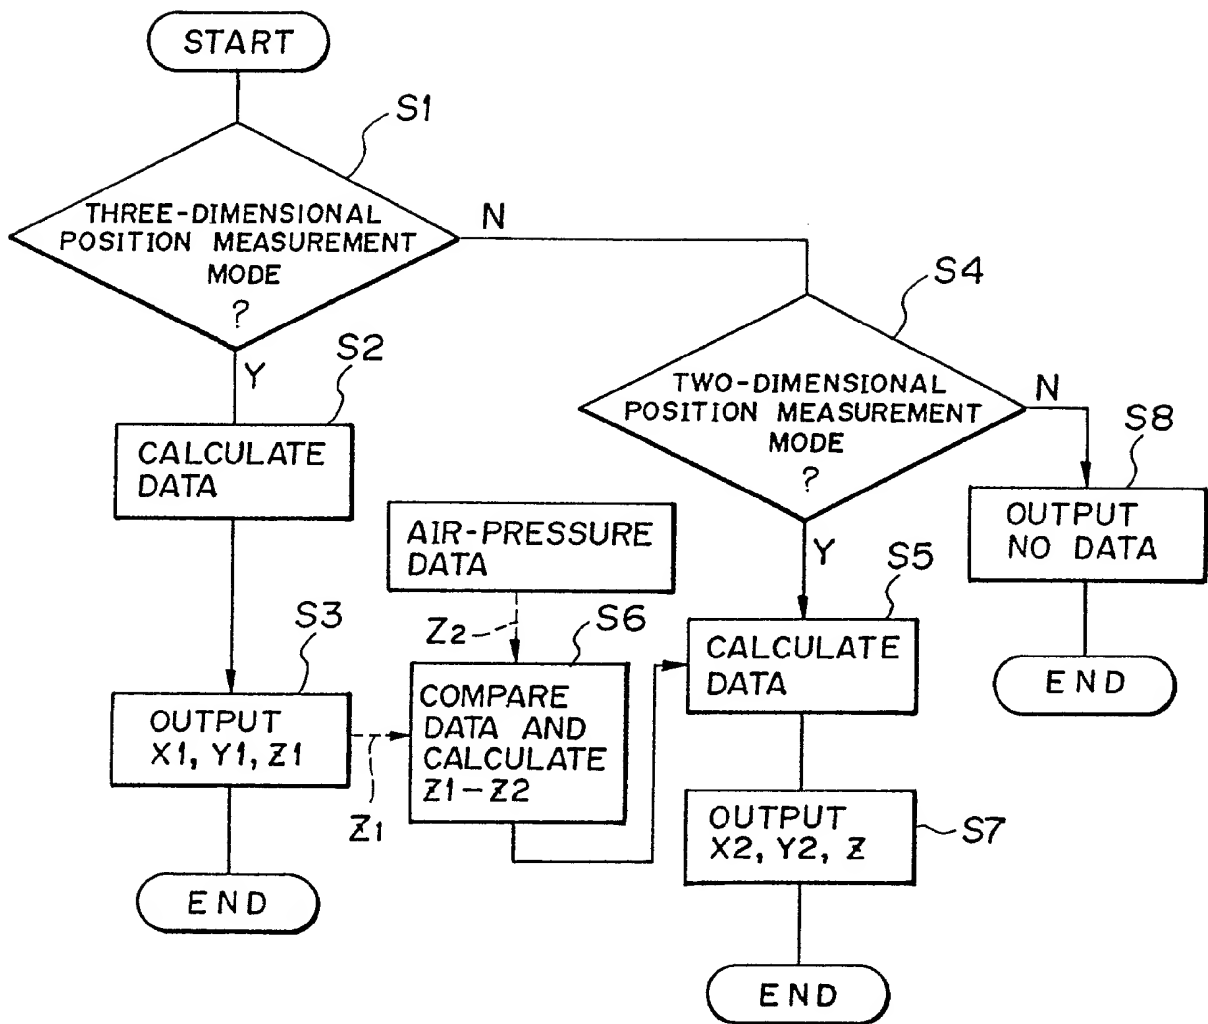 START
S1
THREE-DIMENSIONAL
POSITION MEASUREMENT
MODE
?
N
Y
S2
CALCULATE
DATA
S3
OUTPUT
X1, Y1, Z1
Z1
END
AIR-PRESSURE
DATA
Z2
S6
COMPARE
DATA AND
CALCULATE
Z1-Z2
S4
TWO-DIMENSIONAL
POSITION MEASUREMENT
MODE
?
N
Y
S5
CALCULATE
DATA
S7
OUTPUT
X2, Y2, Z
END
S8
OUTPUT
NO DATA
END